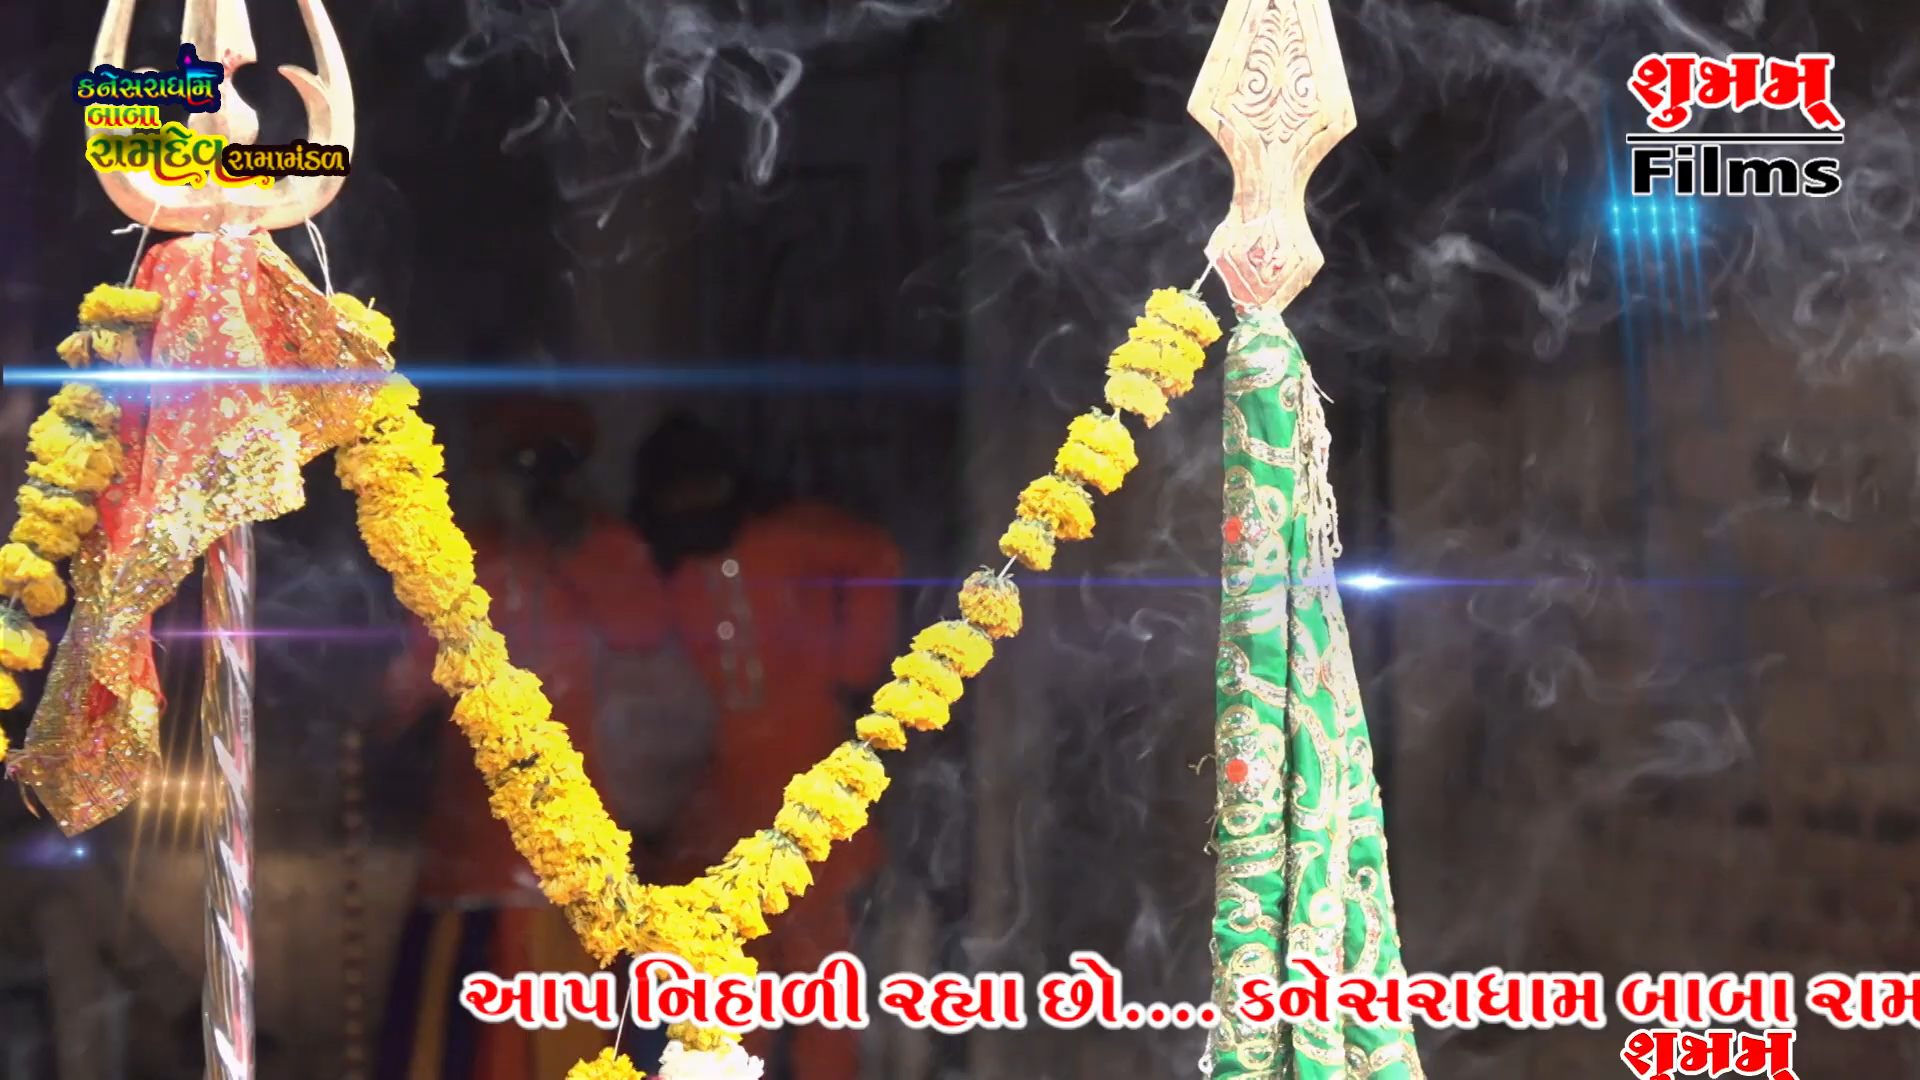 કનેસરાધામ
બાબા
રામદેવ રામામંડળ
શુભમ્
Films
આપ નિહાળી રહ્યા છો.... કનેસરાધામ બાબા રામ
શુભમ્